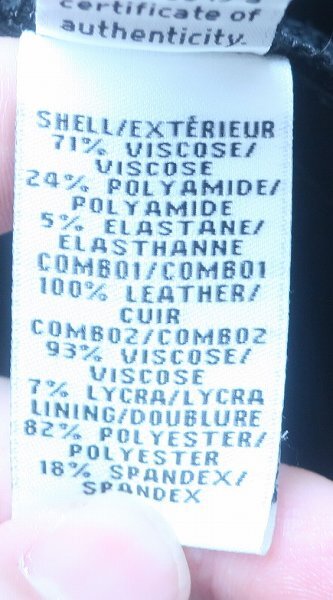 certificate of
authenticity.
SHELL/EXTÉRIEUR
71% VISCOSE/
VISCOSE
24% POLYAMIDE/
POLYAMIDE
5% ELASTANE/
ELASTHANNE
COMBO1/COMBO1
100% LEATHER/
CUIR
COMBO2/COMBO2
93% VISCOSE/
VISCOSE
7% LYCRA/LYCRA
LINING/DOUBLURE
82% POLYESTER/
POLYESTER
18% SPANDEX/
SPANDEX